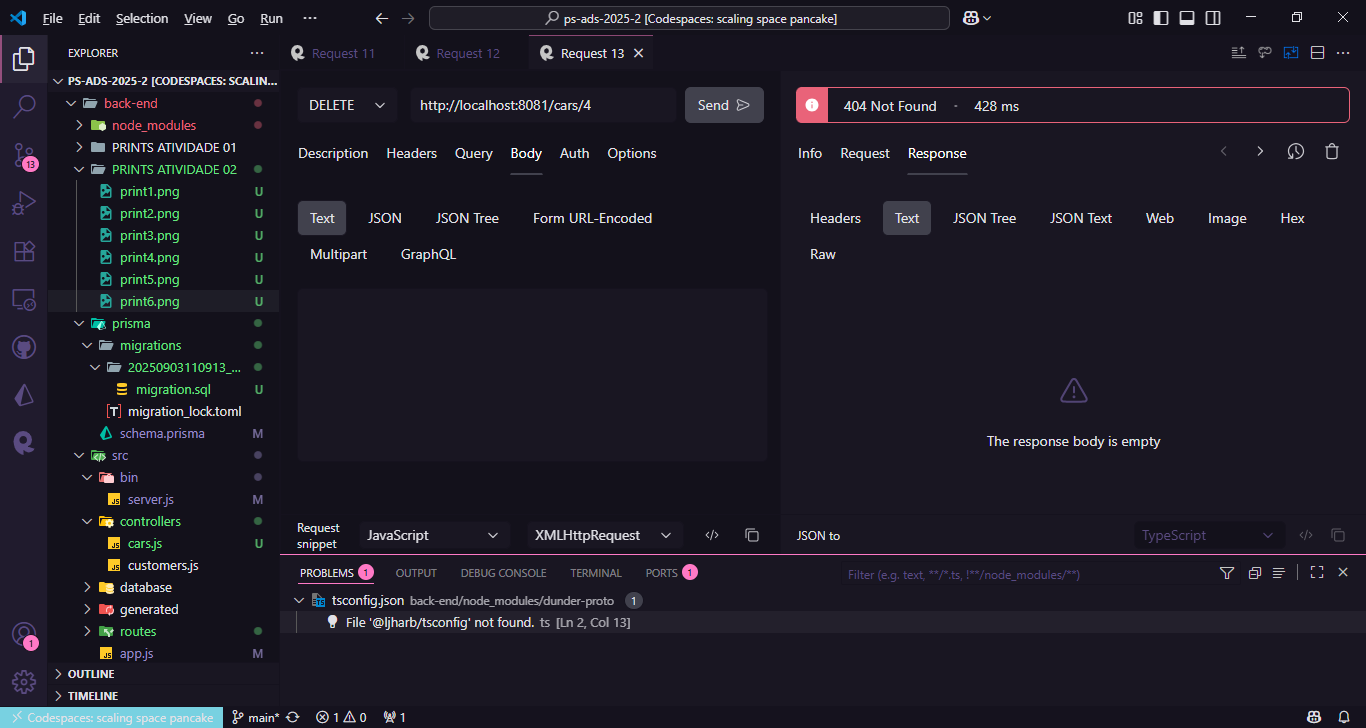 File Edit Selection View Go Run ··· ps-ads-2025-2 [Codespaces: scaling space pancake]
EXPLORER ···
PS-ADS-2025-2 [CODESPACES: SCALIN...
back-end
node_modules
PRINTS ATIVIDADE 01
PRINTS ATIVIDADE 02
print1.png U
print2.png U
print3.png U
print4.png U
print5.png U
print6.png U
prisma
migrations
20250903110913_...
migration.sql U
migration_lock.toml
schema.prisma M
src
bin
server.js M
controllers
cars.js U
customers.js
database
generated
routes
app.js M
OUTLINE
TIMELINE
13
1
Request 11 Request 12 Request 13
DELETE http://localhost:8081/cars/4 Send
Description Headers Query Body Auth Options
Text JSON JSON Tree Form URL-Encoded
Multipart GraphQL
Request
snippet
JavaScript XMLHttpRequest
404 Not Found - 428 ms
Info Request Response
Headers Text JSON Tree JSON Text Web Image Hex
Raw
The response body is empty
JSON to TypeScript
PROBLEMS 1 OUTPUT DEBUG CONSOLE TERMINAL PORTS 1 Filter (e.g. text, **/*.ts, !**/node_modules/**)
tsconfig.json back-end/node_modules/dunder-proto 1
File '@ljharb/tsconfig' not found. ts [Ln 2, Col 13]
Codespaces: scaling space pancake main* 1 0 1